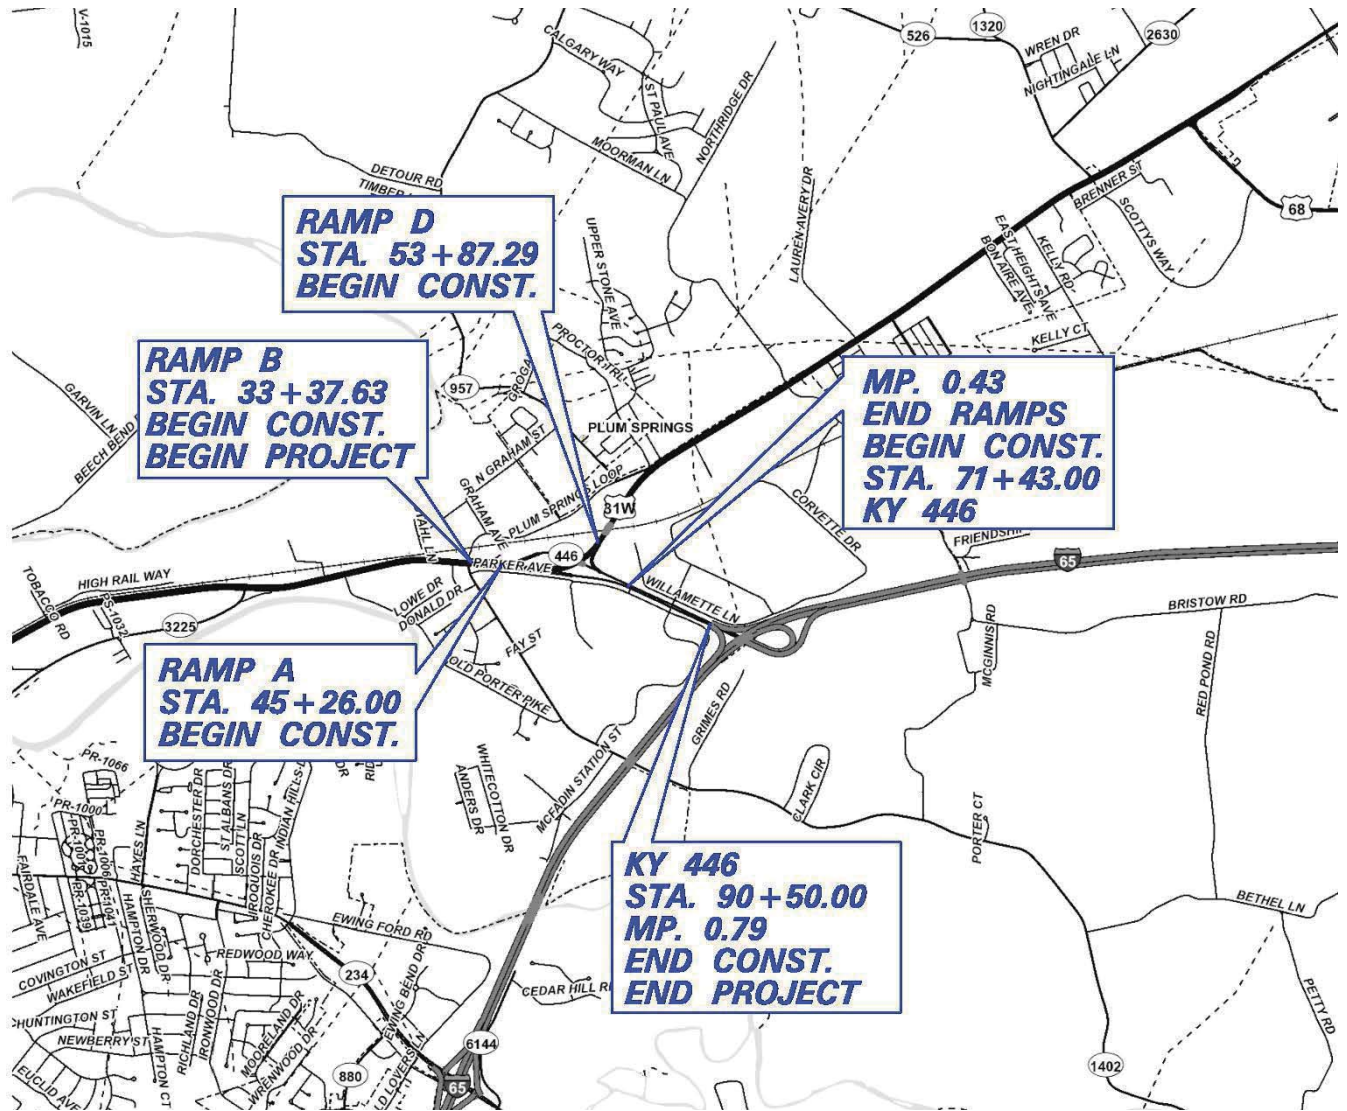 V-1015
CALGARY WAY
ST PAUL AVE
NORTHRIDGE DR
MOORMAN LN
526
1320
WREN DR
NIGHTINGALE LN
2630
DETOUR RD
LAUREN-AVERY DR
BRENNER ST
SCOTTYS WAY
68
RAMP D
STA. 53+87.29
BEGIN CONST.
UPPER STONE AVE
EAST HEIGHTS AVE
BON AIRE AVE
KELLY RD
KELLY CT
PROCTOR TRL
RAMP B
STA. 33+37.63
BEGIN CONST.
BEGIN PROJECT
GARVIN LN
BEECH BEND
957
N GRAHAM ST
GRAHAM AVE
PLUM SPRINGS
PLUM SPRINGS LOOP
31W
MP. 0.43
END RAMPS
BEGIN CONST.
STA. 71+43.00
KY 446
CORVETTE DR
446
PARKER AVE
WILLAMETTE LN
65
HIGH RAIL WAY
TOBACCO RD
PS-1032
3225
LOWE DR
DONALD DR
FAY ST
OLD PORTER PIKE
BRISTOW RD
MCGINNIS RD
RED POND RD
RAMP A
STA. 45+26.00
BEGIN CONST.
GRIMES RD
MCFADIN STATION ST
CLARK CIR
PORTER CT
WHITECOTTON DR
ANDERS DR
PR-1066
PR-1000
PR-1006
PR-1039
DORCHESTER DR
ST ALBANS DR
SCOTT LN
IROQUOIS DR
CHEROKEE DR
HAYES LN
SHERWOOD DR
HAMPTON DR
FAIRDALE AVE
KY 446
STA. 90+50.00
MP. 0.79
END CONST.
END PROJECT
BETHEL LN
PETTY RD
EWING FORD RD
REDWOOD WAY
234
EWING BEND DR
COVINGTON ST
WAKEFIELD ST
HUNTINGTON ST
NEWBERRY ST
EUCLID AVE
HAMPTON CT
RICHLAND DR
IRONWOOD DR
MOORELAND DR
WRENWOOD DR
880
6144
65
1402